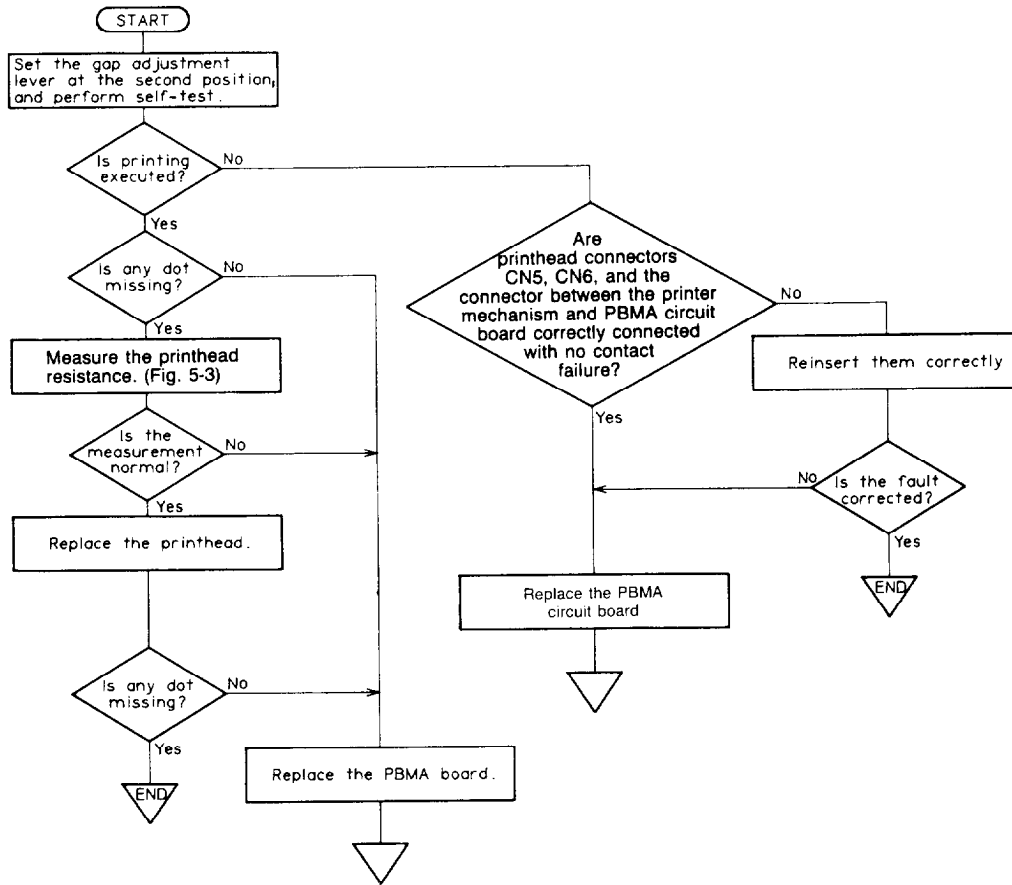 START
Set the gap adjustment
lever at the second position,
and perform self-test.
Is printing
executed?
No
Yes
Is any dot
missing?
No
Yes
Measure the printhead
resistance. (Fig. 5-3)
Is the
measurement
normal?
No
Yes
Replace the printhead.
Is any dot
missing?
No
Yes
END
Replace the PBMA board.
Are
printhead connectors
CN5, CN6, and the
connector between the printer
mechanism and PBMA circuit
board correctly connected
with no contact
failure?
No
Yes
Reinsert them correctly
Is the fault
corrected?
No
Yes
END
Replace the PBMA
circuit board